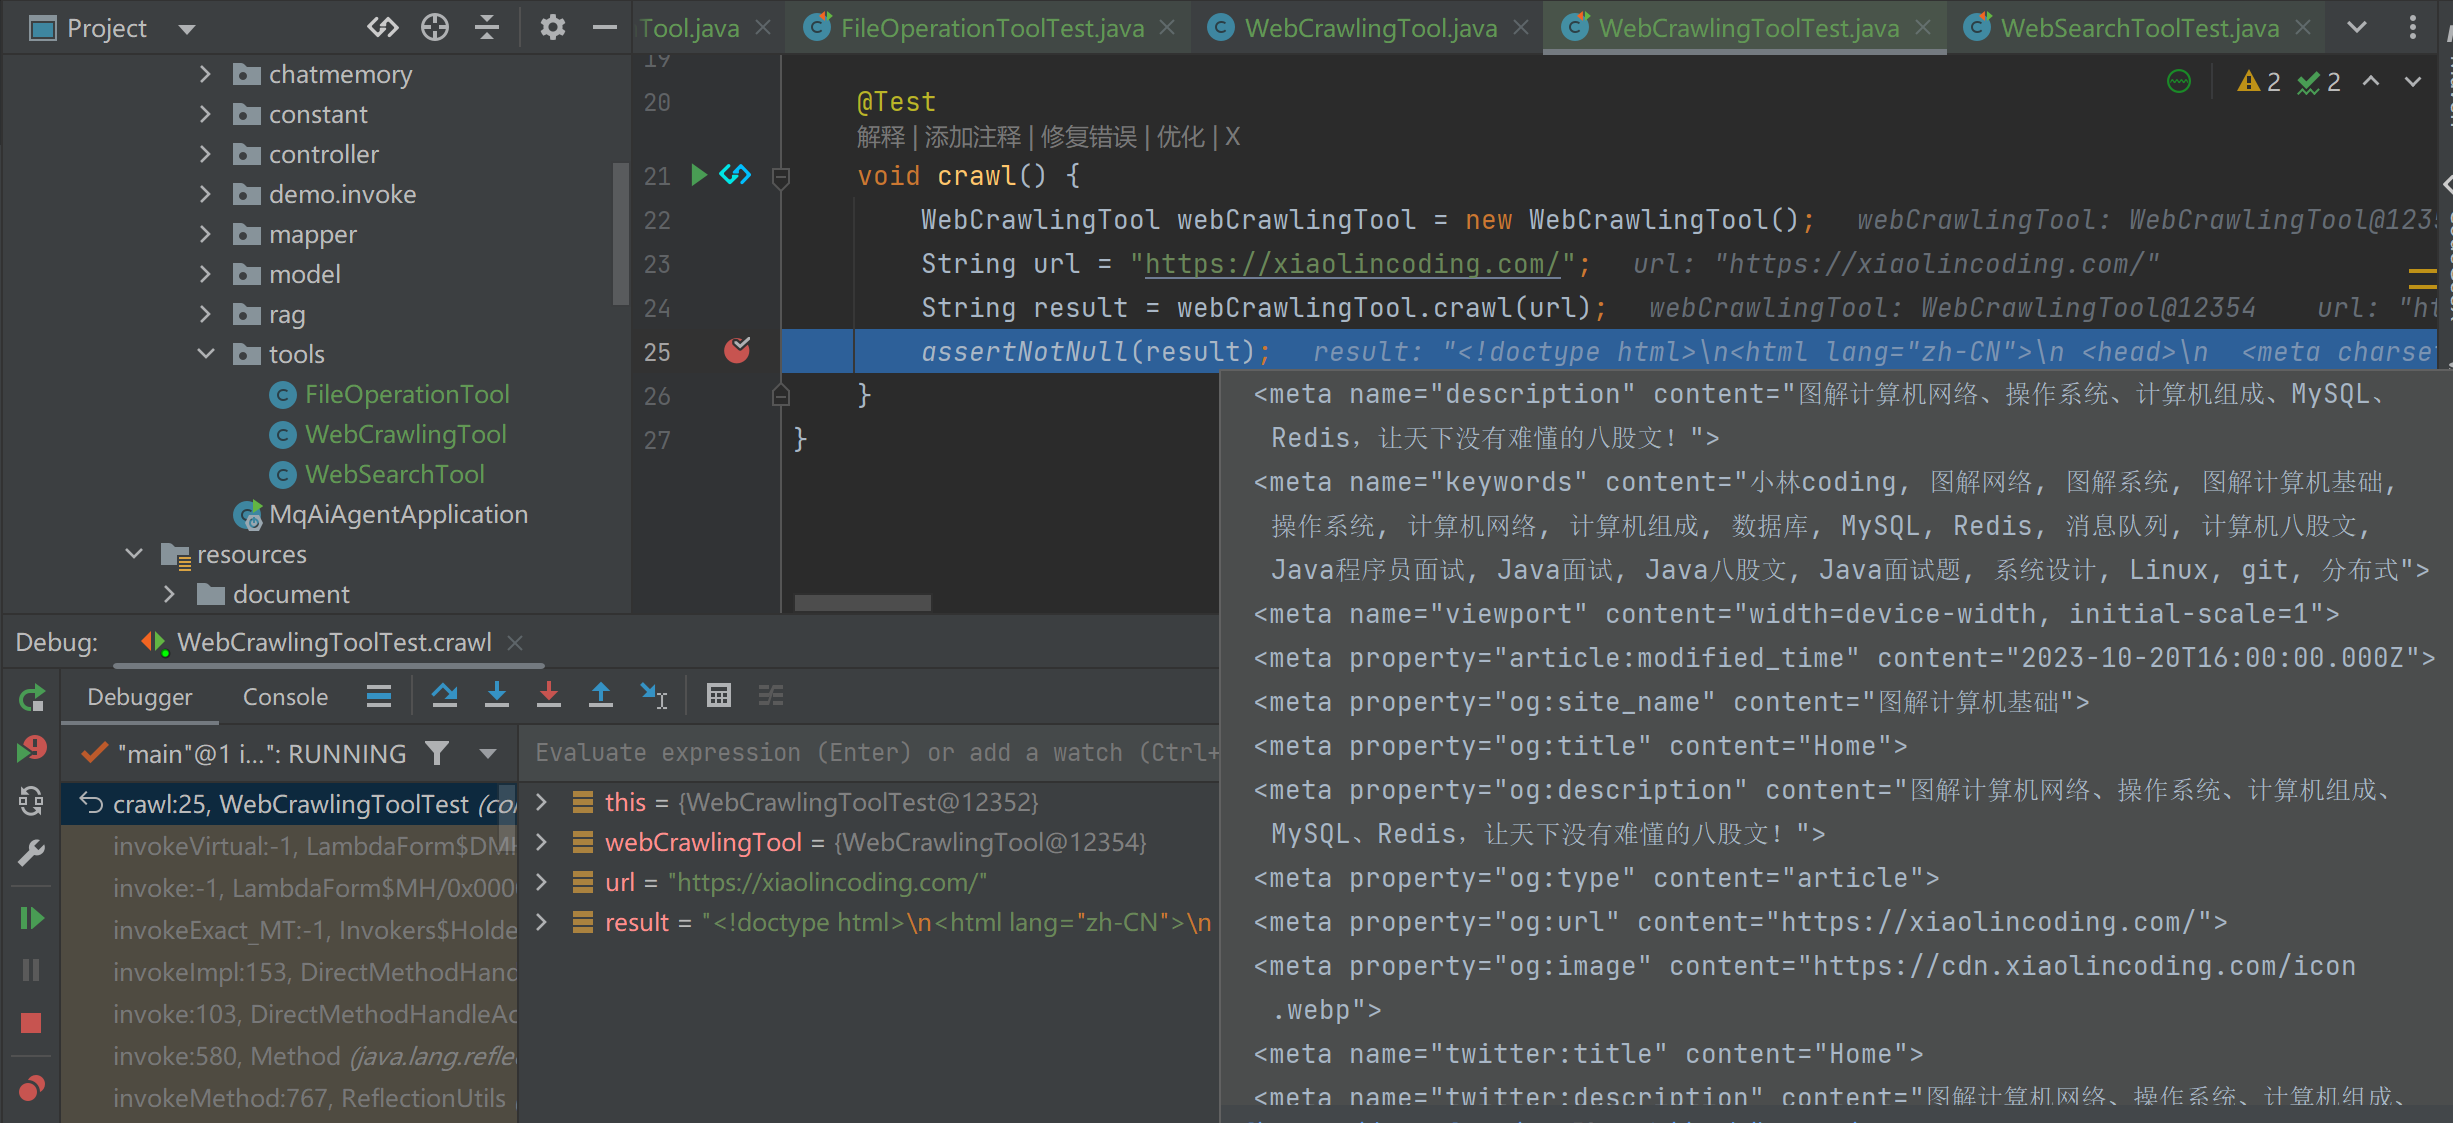 Project
Tool.java
FileOperationToolTest.java
WebCrawlingTool.java
WebCrawlingToolTest.java
WebSearchToolTest.java
chatmemory
constant
controller
demo.invoke
mapper
model
rag
tools
FileOperationTool
WebCrawlingTool
WebSearchTool
MqAiAgentApplication
resources
document
2 2
19
20 @Test
解释 | 添加注释 | 修复错误 | 优化 | X
21 void crawl() {
22 WebCrawlingTool webCrawlingTool = new WebCrawlingTool(); webCrawlingTool: WebCrawlingTool@1235
23 String url = "https://xiaolincoding.com/"; url: "https://xiaolincoding.com/"
24 String result = webCrawlingTool.crawl(url); webCrawlingTool: WebCrawlingTool@12354 url: "ht
25 assertNotNull(result); result: "<!doctype html>\n<html lang="zh-CN">\n <head>\n <meta charset
26 }
27 }
<meta name="description" content="图解计算机网络、操作系统、计算机组成、MySQL、
Redis，让天下没有难懂的八股文！">
<meta name="keywords" content="小林coding, 图解网络, 图解系统, 图解计算机基础,
操作系统, 计算机网络, 计算机组成, 数据库, MySQL, Redis, 消息队列, 计算机八股文,
Java程序员面试, Java面试, Java八股文, Java面试题, 系统设计, Linux, git, 分布式">
<meta name="viewport" content="width=device-width, initial-scale=1">
<meta property="article:modified_time" content="2023-10-20T16:00:00.000Z">
<meta property="og:site_name" content="图解计算机基础">
<meta property="og:title" content="Home">
<meta property="og:description" content="图解计算机网络、操作系统、计算机组成、
MySQL、Redis，让天下没有难懂的八股文！">
<meta property="og:type" content="article">
<meta property="og:url" content="https://xiaolincoding.com/">
<meta property="og:image" content="https://cdn.xiaolincoding.com/icon
.webp">
<meta name="twitter:title" content="Home">
<meta name="twitter:description" content="图解计算机网络、操作系统、计算机组成、
Debug: WebCrawlingToolTest.crawl
Debugger Console
"main"@1 i...": RUNNING
Evaluate expression (Enter) or add a watch (Ctrl+
crawl:25, WebCrawlingToolTest (co
invokeVirtual:-1, LambdaForm$DM
invoke:-1, LambdaForm$MH/0x000
invokeExact_MT:-1, Invokers$Holde
invokeImpl:153, DirectMethodHand
invoke:103, DirectMethodHandleAc
invoke:580, Method (java.lang.refle
invokeMethod:767, ReflectionUtils
this = {WebCrawlingToolTest@12352}
webCrawlingTool = {WebCrawlingTool@12354}
url = "https://xiaolincoding.com/"
result = "<!doctype html>\n<html lang="zh-CN">\n